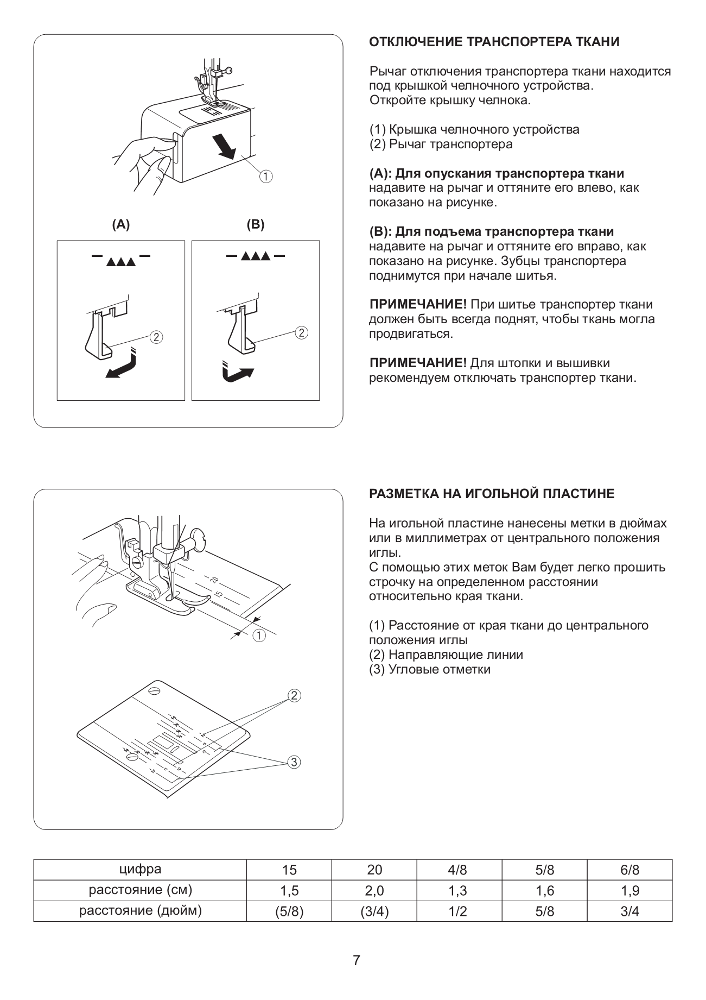 ОТКЛЮЧЕНИЕ ТРАНСПОРТЕРА ТКАНИ
Рычаг отключения транспортера ткани находится
под крышкой челночного устройства.
Откройте крышку челнока.
(1) Крышка челночного устройства
(2) Рычаг транспортера
(А): Для опускания транспортера ткани
надавите на рычаг и оттяните его влево, как
показано на рисунке.
(В): Для подъема транспортера ткани
надавите на рычаг и оттяните его вправо, как
показано на рисунке. Зубцы транспортера
поднимутся при начале шитья.
ПРИМЕЧАНИЕ! При шитье транспортер ткани
должен быть всегда поднят, чтобы ткань могла
продвигаться.
ПРИМЕЧАНИЕ! Для штопки и вышивки
рекомендуем отключать транспортер ткани.
1
(A) (B)
2 2
РАЗМЕТКА НА ИГОЛЬНОЙ ПЛАСТИНЕ
На игольной пластине нанесены метки в дюймах
или в миллиметрах от центрального положения
иглы.
С помощью этих меток Вам будет легко прошить
строчку на определенном расстоянии
относительно края ткани.
(1) Расстояние от края ткани до центрального
положения иглы
(2) Направляющие линии
(3) Угловые отметки
20
15
1
2
20
15
10
3
10
15
20
цифра 15 20 4/8 5/8 6/8
расстояние (см) 1,5 2,0 1,3 1,6 1,9
расстояние (дюйм) (5/8) (3/4) 1/2 5/8 3/4
7